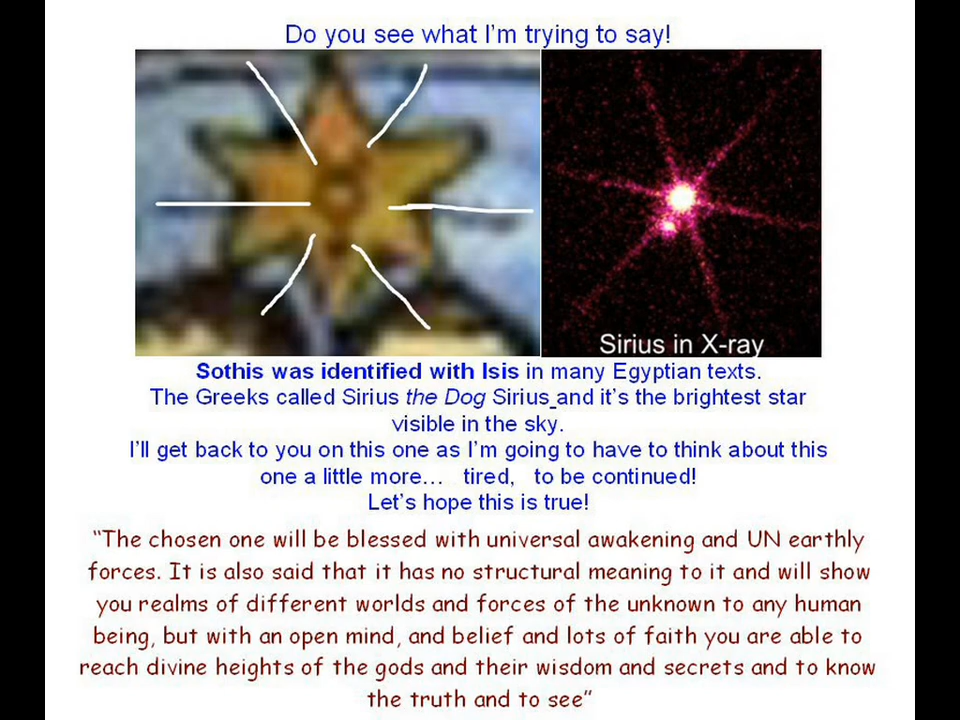 Do you see what I'm trying to say!
Sirius in X-ray
Sothis was identified with Isis in many Egyptian texts.
The Greeks called Sirius the Dog Sirius and it's the brightest star
visible in the sky.
I'll get back to you on this one as I'm going to have to think about this
one a little more... tired, to be continued!
Let's hope this is true!
“The chosen one will be blessed with universal awakening and UN earthly
forces. It is also said that it has no structural meaning to it and will show
you realms of different worlds and forces of the unknown to any human
being, but with an open mind, and belief and lots of faith you are able to
reach divine heights of the gods and their wisdom and secrets and to know
the truth and to see”